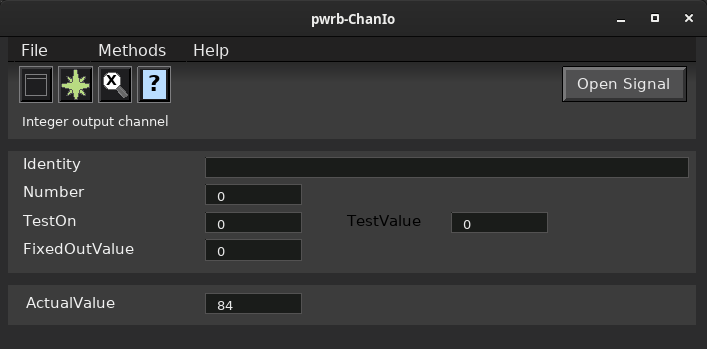 pwrb-ChanIo
File Methods Help
X ? Open Signal
Integer output channel
Identity
Number 0
TestOn 0 TestValue 0
FixedOutValue 0
ActualValue 84